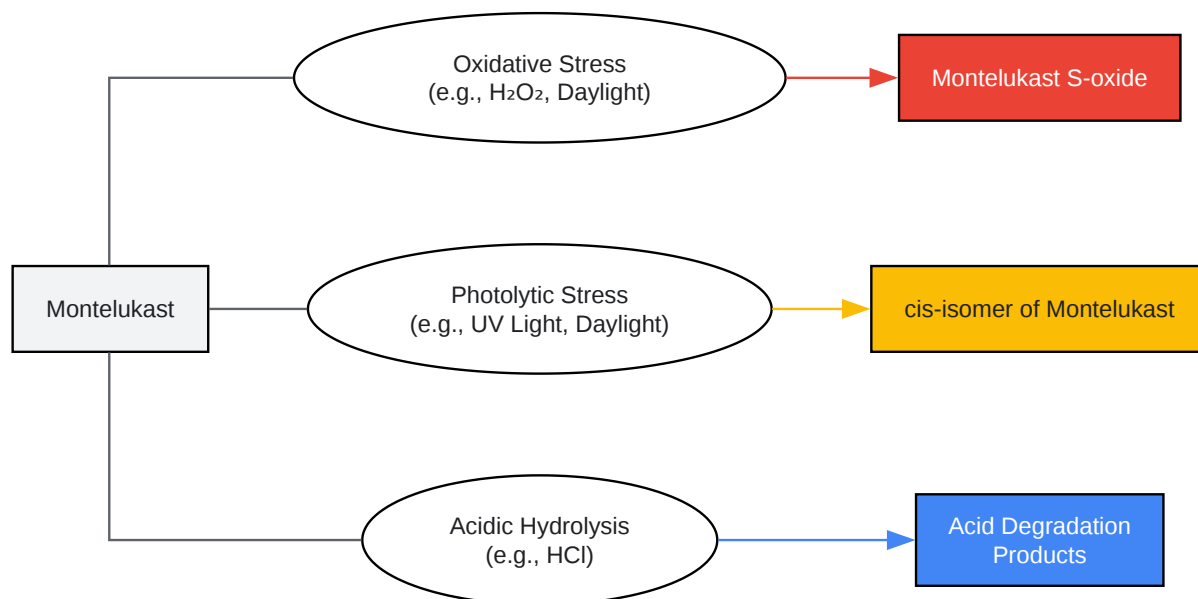 Oxidative Stress
(e.g., H₂O₂, Daylight)
Montelukast S-oxide
Montelukast
Photolytic Stress
(e.g., UV Light, Daylight)
cis-isomer of Montelukast
Acidic Hydrolysis
(e.g., HCl)
Acid Degradation
Products